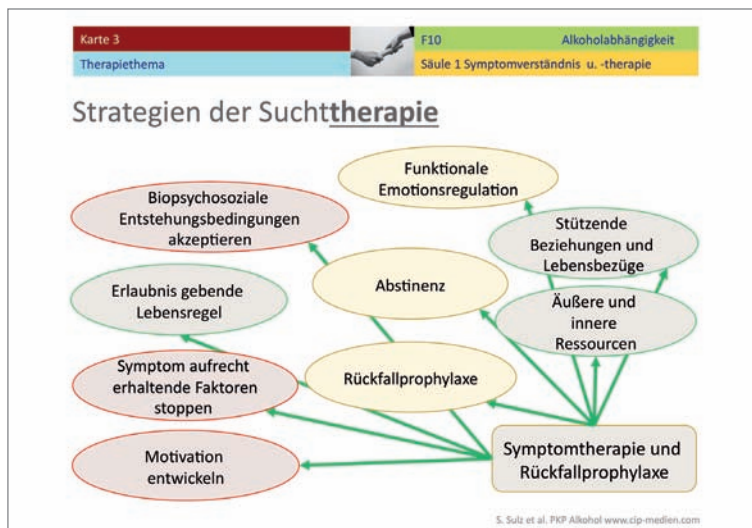 Karte 3
F10 Alkoholabhängigkeit
Therapiethema
Säule 1 Symptomverständnis u. -therapie
Strategien der Suchttherapie
Funktionale
Emotionsregulation
Biopsychosoziale
Entstehungsbedingungen
akzeptieren
Stützende
Beziehungen und
Lebensbezüge
Abstinenz
Erlaubnis gebende
Lebensregel
Äußere und
innere
Ressourcen
Symptom aufrecht
erhaltende Faktoren
stoppen
Rückfallprophylaxe
Motivation
entwickeln
Symptomtherapie und
Rückfallprophylaxe
S. Sulz et al. PKP Alkohol www.cip-medien.com